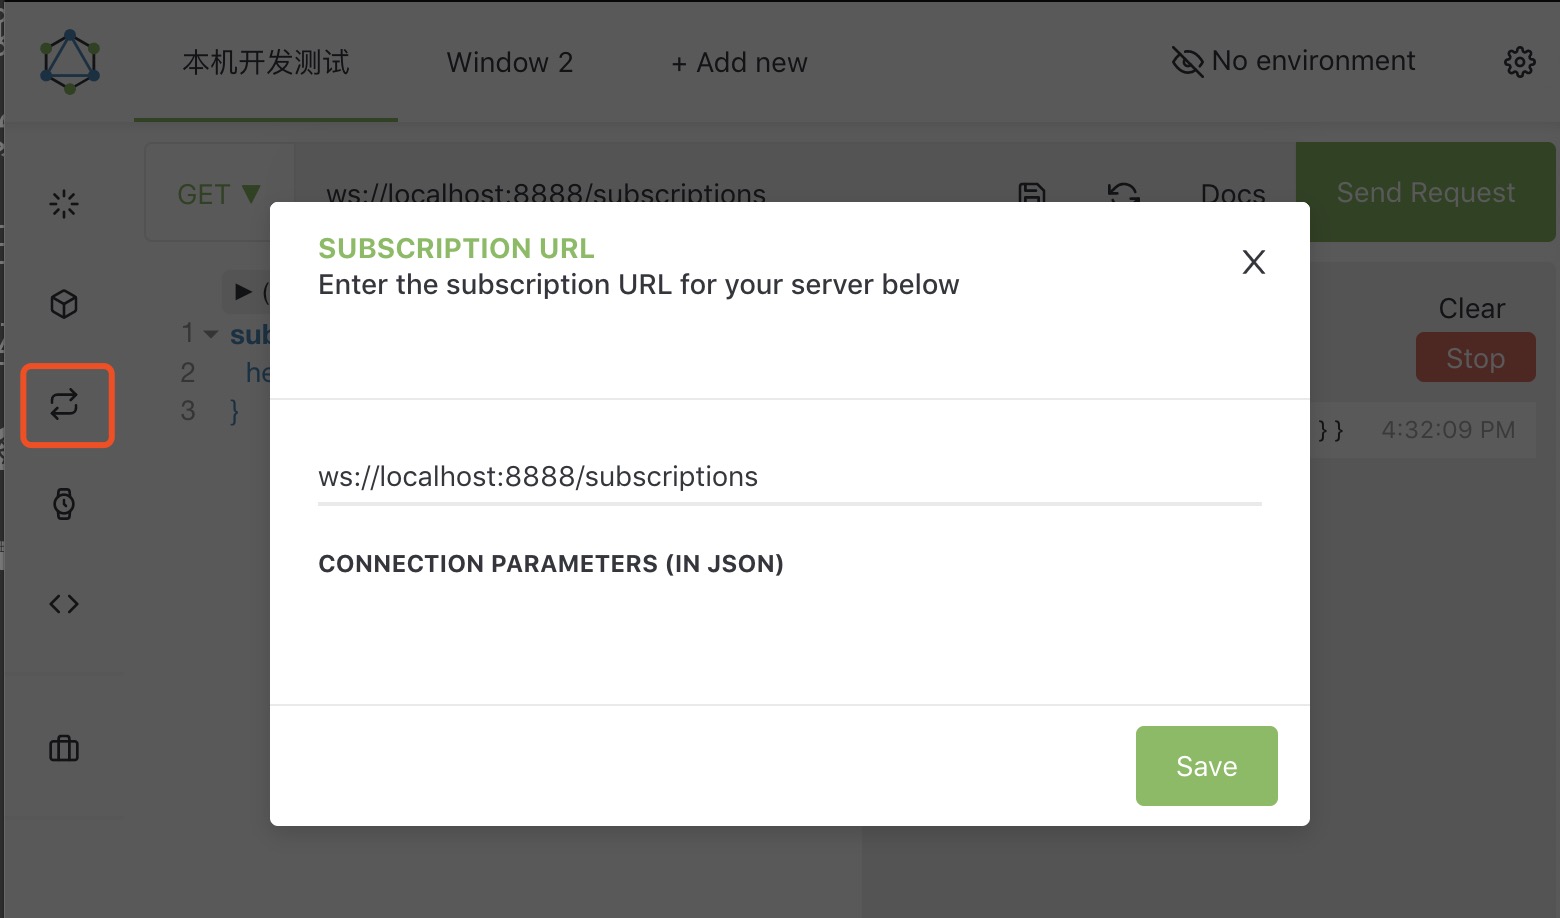 本机开发测试
Window 2
+ Add new
No environment
GET ▼
ws://localhost:8888/subscriptions
Docs
Send Request
SUBSCRIPTION URL
Enter the subscription URL for your server below
X
▶ (
1 sub
2 he
3 }
Clear
Stop
} } 4:32:09 PM
ws://localhost:8888/subscriptions
CONNECTION PARAMETERS (IN JSON)
Save